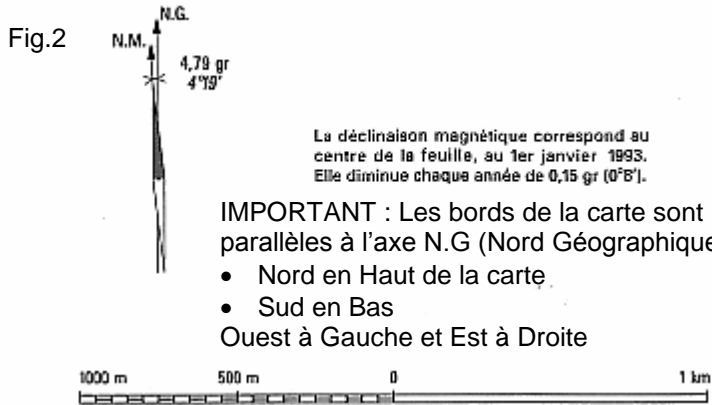 Fig.2
N.G.
N.M.
4,79 gr
4°19'
La déclinaison magnétique correspond au
centre de la feuille, au 1er janvier 1993.
Elle diminue chaque année de 0,15 gr (0°8').
IMPORTANT : Les bords de la carte sont
parallèles à l'axe N.G (Nord Géographique
• Nord en Haut de la carte
• Sud en Bas
Ouest à Gauche et Est à Droite
1000 m 500 m 0 1 km